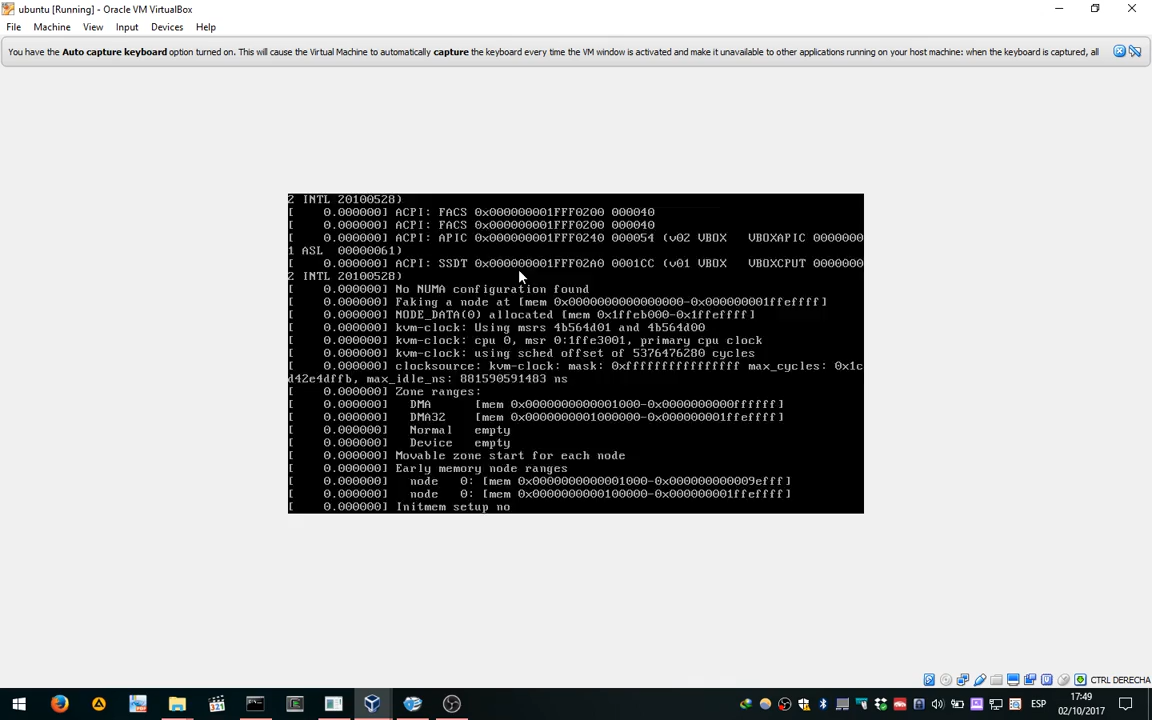 ubuntu [Running] - Oracle VM VirtualBox
File Machine View Input Devices Help
You have the Auto capture keyboard option turned on. This will cause the Virtual Machine to automatically capture the keyboard every time the VM window is activated and make it unavailable to other applications running on your host machine: when the keyboard is captured, all
2 INTL 20100528)
[    0.000000] ACPI: FACS 0x000000001FFF0200 000040
[    0.000000] ACPI: FACS 0x000000001FFF0200 000040
[    0.000000] ACPI: APIC 0x000000001FFF0240 000054 (v02 VBOX   VBOXAPIC 0000000
1 ASL  00000061)
[    0.000000] ACPI: SSDT 0x000000001FFF02A0 0001CC (v01 VBOX   VBOXCPUT 0000000
2 INTL 20100528)
[    0.000000] No NUMA configuration found
[    0.000000] Faking a node at [mem 0x0000000000000000-0x000000001ffeffff]
[    0.000000] NODE_DATA(0) allocated [mem 0x1ffeb000-0x1ffeffff]
[    0.000000] kvm-clock: Using msrs 4b564d01 and 4b564d00
[    0.000000] kvm-clock: cpu 0, msr 0:1ffe3001, primary cpu clock
[    0.000000] kvm-clock: using sched offset of 5376476280 cycles
[    0.000000] clocksource: kvm-clock: mask: 0xffffffffffffffff max_cycles: 0x1c
d42e4dffb, max_idle_ns: 881590591483 ns
[    0.000000] Zone ranges:
[    0.000000]   DMA      [mem 0x0000000000001000-0x0000000000ffffff]
[    0.000000]   DMA32    [mem 0x0000000001000000-0x000000001ffeffff]
[    0.000000]   Normal   empty
[    0.000000]   Device   empty
[    0.000000] Movable zone start for each node
[    0.000000] Early memory node ranges
[    0.000000]   node   0: [mem 0x0000000000001000-0x000000000009efff]
[    0.000000]   node   0: [mem 0x0000000000100000-0x000000001ffeffff]
[    0.000000] Initmem setup no
CTRL DERECHA
321
ESP
17:49
02/10/2017